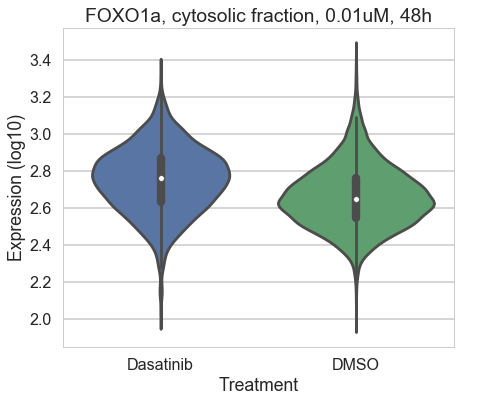 FOXO1a, cytosolic fraction, 0.01uM, 48h
Expression (log10)
3.4
3.2
3.0
2.8
2.6
2.4
2.2
2.0
Dasatinib
DMSO
Treatment